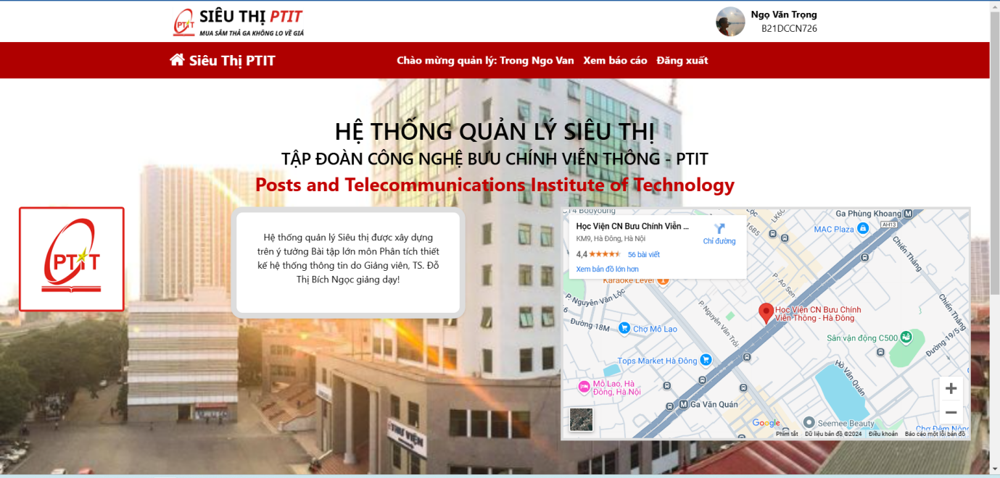 PTIT
SIÊU THỊ PTIT
MUA SẮM THẢ GA KHÔNG LO VỀ GIÁ
Ngọ Văn Trọng
B21DCCN726
Siêu Thị PTIT
Chào mừng quản lý: Trong Ngo Van Xem báo cáo Đăng xuất
HỆ THỐNG QUẢN LÝ SIÊU THỊ
TẬP ĐOÀN CÔNG NGHỆ BƯU CHÍNH VIỄN THÔNG - PTIT
Posts and Telecommunications Institute of Technology
PTIT
Hệ thống quản lý Siêu thị được xây dựng
trên ý tưởng Bài tập lớn môn Phân tích thiết
kế hệ thống thông tin do Giảng viên, TS. Đỗ
Thị Bích Ngọc giảng dạy!
Học Viện CN Bưu Chính Viễn ...
KM9, Hà Đông, Hà Nội
4,4
56 bài viết
Xem bản đồ lớn hơn
Chỉ đường
Ga Phùng Khoang
AH13
MAC Plaza
Chiến Thắng
Karaoke Level
P. Ao Sen
P. Nguyễn Văn Lộc
P. Nguyễn Văn Trỗi
Học Viện CN Bưu Chính
Viễn Thông - Hà Đông
Chiến Thắng
Đường 18M
Chợ Mỗ Lao
Sân vận động C500
Đường 19/5
Tops Market Hà Đông
Hồ Văn Quán
Mỗ Lao, Hà
Đông, Hà Nội
Ga Văn Quán
Google
Seemee Beauty
Phím tắt Dữ liệu bản đồ ©2024 Điều khoản Báo cáo một lỗi bản đồ
THƯ VIỆN